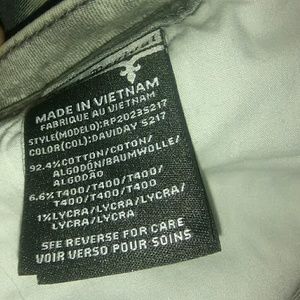 MADE IN VIETNAM
FABRIQUE AU VIETNAM
STYLE(MODELO):RP2023S217
COLOR(COL): DAVIDAY S217
92.4%COTTON/COTON/
ALGODÓN/BAUMWOLLE/
ALGODÃO
6.6%T400/T400/T400/
T400/T400/T400
1%LYCRA/LYCRA/LYCRA/
LYCRA/LYCRA
SEE REVERSE FOR CARE
VOIR VERSO POUR SOINS